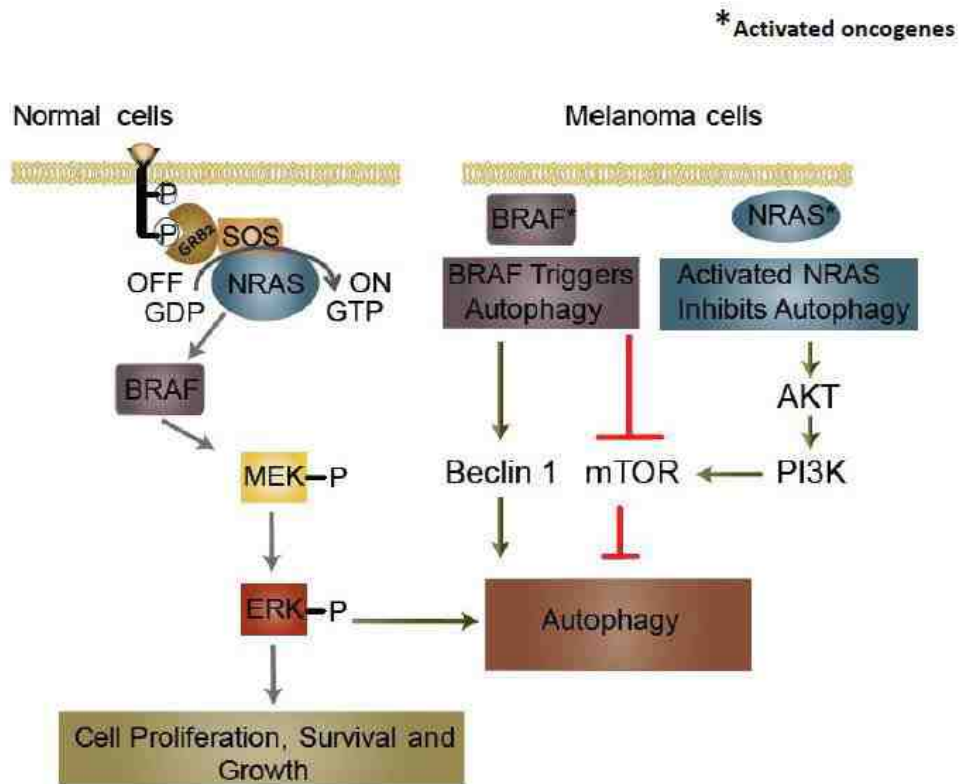 *Activated oncogenes
Normal cells
Melanoma cells
P
P
GRB2
SOS
OFF
GDP
NRAS
ON
GTP
BRAF
MEK
P
ERK
P
Cell Proliferation, Survival and
Growth
BRAF*
NRAS*
BRAF Triggers
Autophagy
Activated NRAS
Inhibits Autophagy
AKT
Beclin 1
mTOR
PI3K
Autophagy